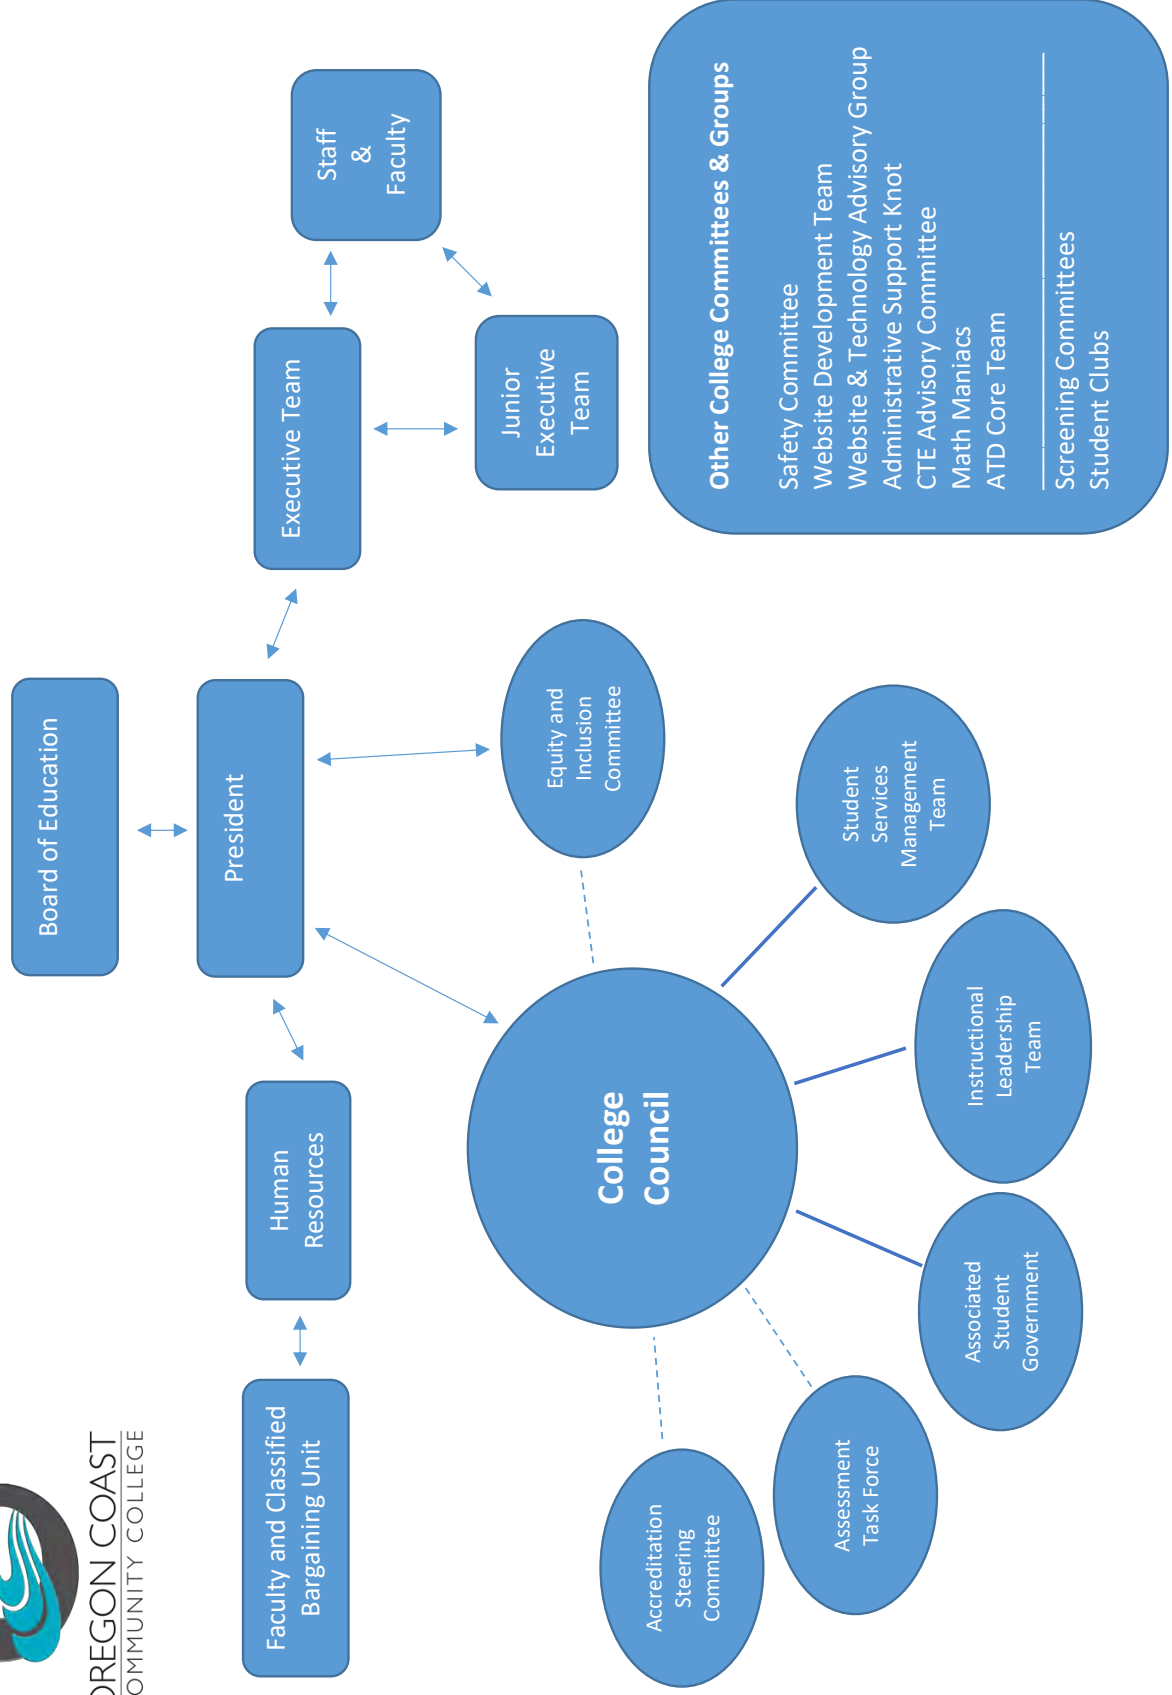 OREGON COAST
OMMUNITY COLLEGE
Board of Education
President
Faculty and Classified
Bargaining Unit
Human
Resources
Executive Team
Staff
&
Faculty
Junior
Executive
Team
Equity and
Inclusion
Committee
College
Council
Accreditation
Steering
Committee
Assessment
Task Force
Associated
Student
Government
Instructional
Leadership
Team
Student
Services
Management
Team
Other College Committees & Groups
Safety Committee
Website Development Team
Website & Technology Advisory Group
Administrative Support Knot
CTE Advisory Committee
Math Maniacs
ATD Core Team
Screening Committees
Student Clubs